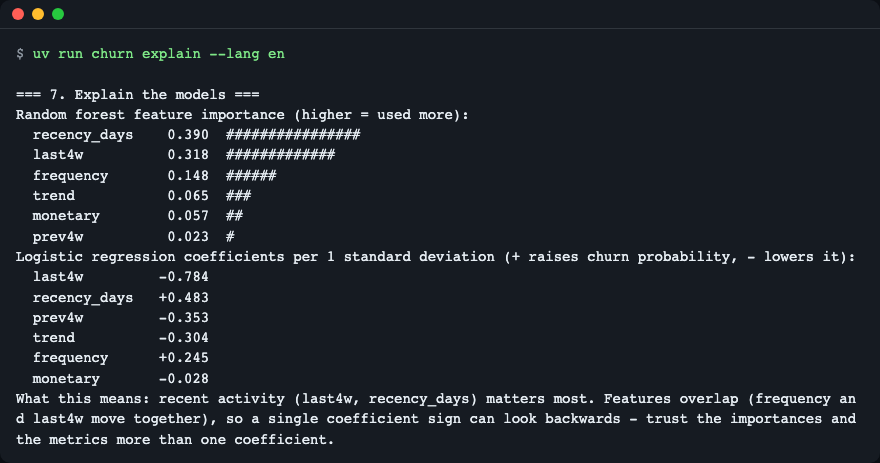 $ uv run churn explain --lang en
=== 7. Explain the models ===
Random forest feature importance (higher = used more):
recency_days    0.390  ################
last4w          0.318  #############
frequency       0.148  ######
trend           0.065  ###
monetary        0.057  ##
prev4w          0.023  #
Logistic regression coefficients per 1 standard deviation (+ raises churn probability, - lowers it):
last4w         -0.784
recency_days   +0.483
prev4w         -0.353
trend          -0.304
frequency      +0.245
monetary       -0.028
What this means: recent activity (last4w, recency_days) matters most. Features overlap (frequency an
d last4w move together), so a single coefficient sign can look backwards - trust the importances and
the metrics more than one coefficient.